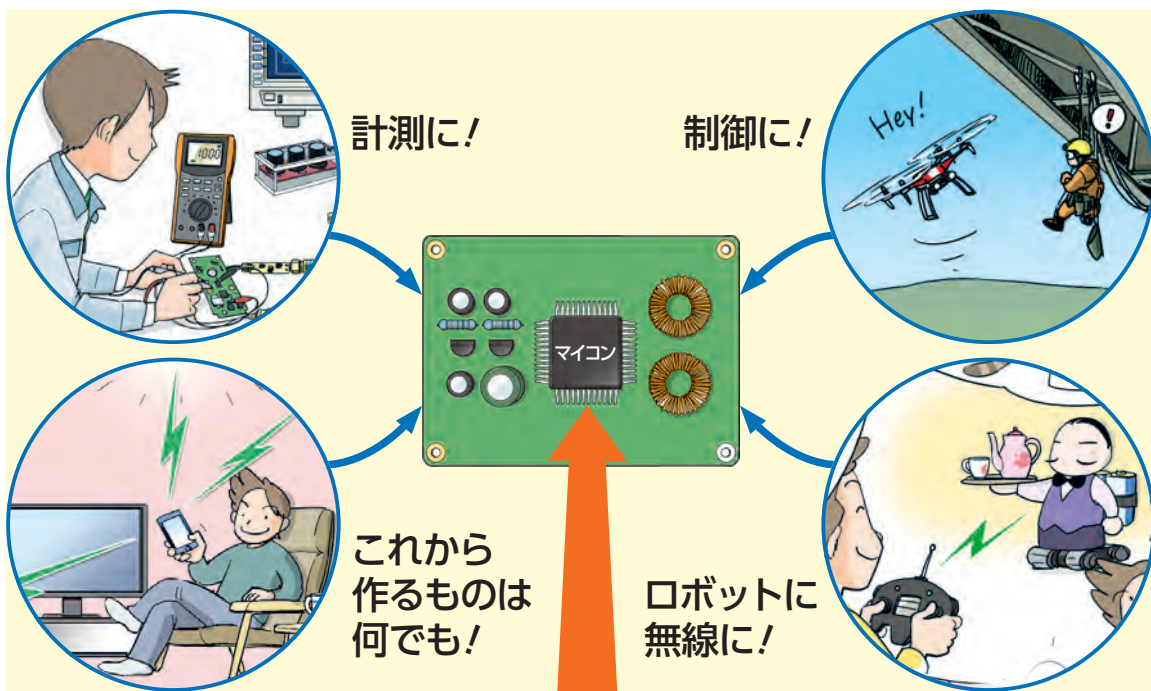 計測に!
制御に!
Hey!
!
1000
マイコン
これから
作るものは
何でも!
ロボットに
無線に!